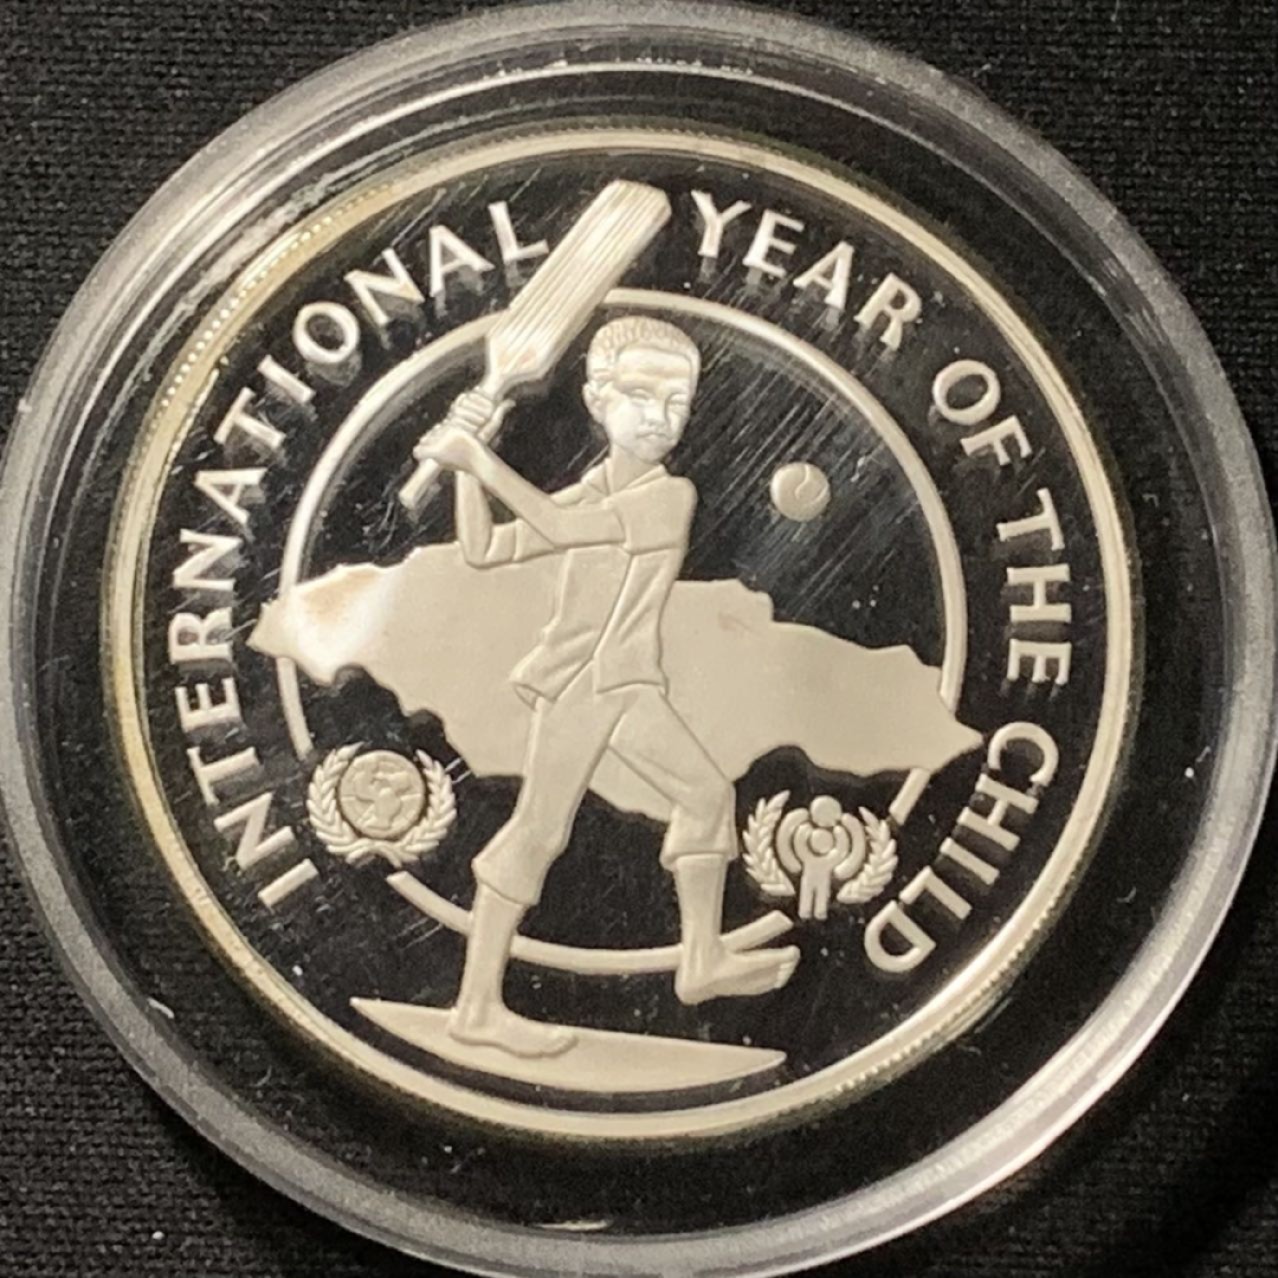 INTERNATIONAL YEAR OF THE CHILD